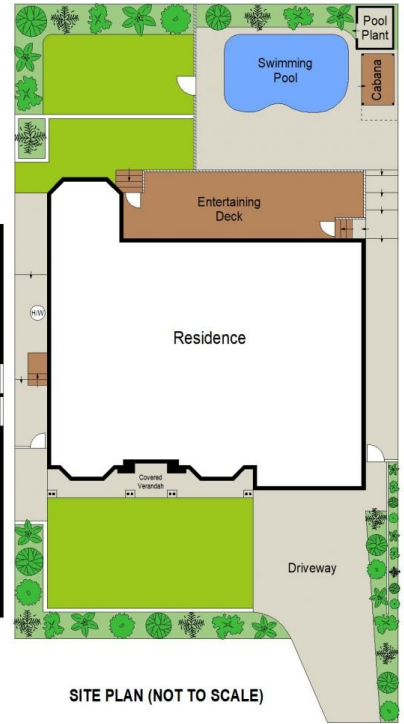 Pool
Plant
Swimming
Pool
Cabana
Entertaining
Deck
H/W
Residence
Covered
Verandah
Driveway
SITE PLAN (NOT TO SCALE)